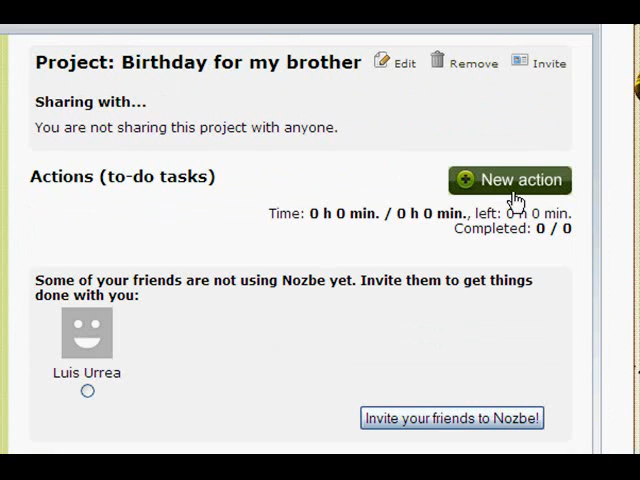 Project: Birthday for my brother Edit Remove Invite
Sharing with...
You are not sharing this project with anyone.
Actions (to-do tasks) New action
Time: 0 h 0 min. / 0 h 0 min., left: 0 h 0 min.
Completed: 0 / 0
Some of your friends are not using Nozbe yet. Invite them to get things
done with you:
Luis Urrea
Invite your friends to Nozbe!